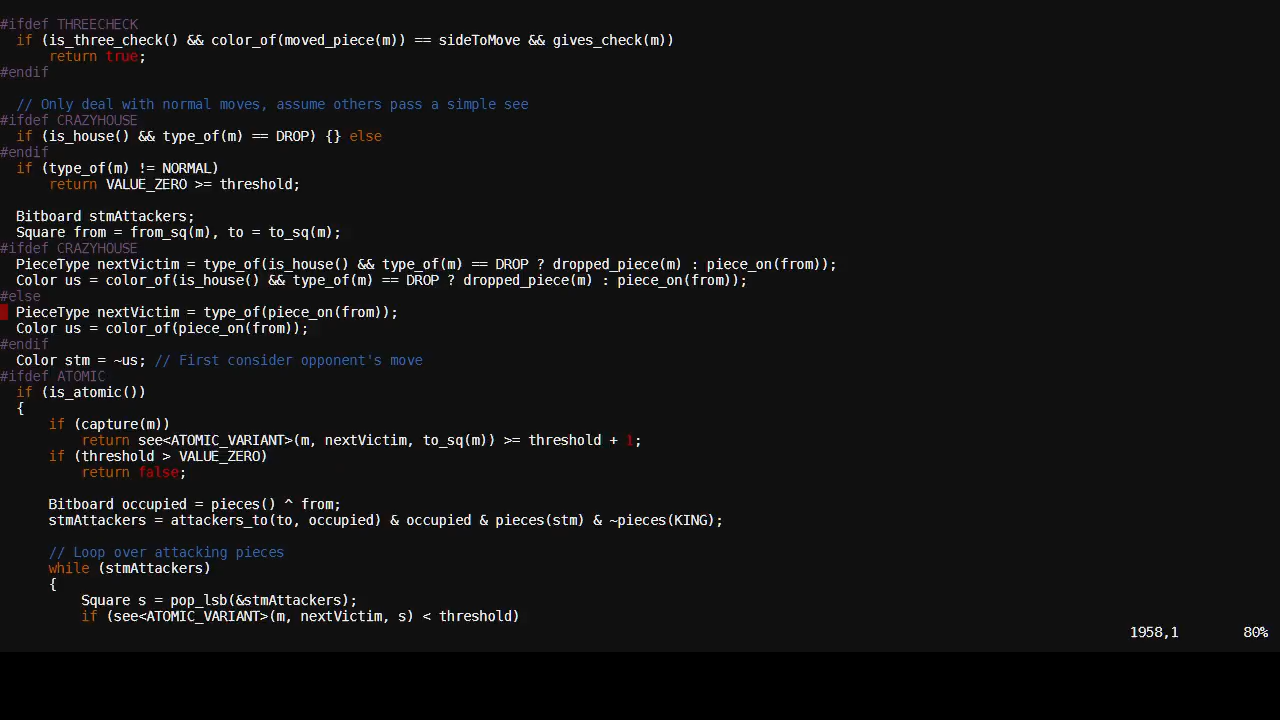 #ifdef THREECHECK
  if (is_three_check() && color_of(moved_piece(m)) == sideToMove && gives_check(m))
      return true;
#endif

  // Only deal with normal moves, assume others pass a simple see
#ifdef CRAZYHOUSE
  if (is_house() && type_of(m) == DROP) {} else
#endif
  if (type_of(m) != NORMAL)
      return VALUE_ZERO >= threshold;

  Bitboard stmAttackers;
  Square from = from_sq(m), to = to_sq(m);
#ifdef CRAZYHOUSE
  PieceType nextVictim = type_of(is_house() && type_of(m) == DROP ? dropped_piece(m) : piece_on(from));
  Color us = color_of(is_house() && type_of(m) == DROP ? dropped_piece(m) : piece_on(from));
#else
  PieceType nextVictim = type_of(piece_on(from));
  Color us = color_of(piece_on(from));
#endif
  Color stm = ~us; // First consider opponent's move
#ifdef ATOMIC
  if (is_atomic())
  {
      if (capture(m))
          return see<ATOMIC_VARIANT>(m, nextVictim, to_sq(m)) >= threshold + 1;
      if (threshold > VALUE_ZERO)
          return false;

      Bitboard occupied = pieces() ^ from;
      stmAttackers = attackers_to(to, occupied) & occupied & pieces(stm) & ~pieces(KING);

      // Loop over attacking pieces
      while (stmAttackers)
      {
          Square s = pop_lsb(&stmAttackers);
          if (see<ATOMIC_VARIANT>(m, nextVictim, s) < threshold)
1958,1 80%